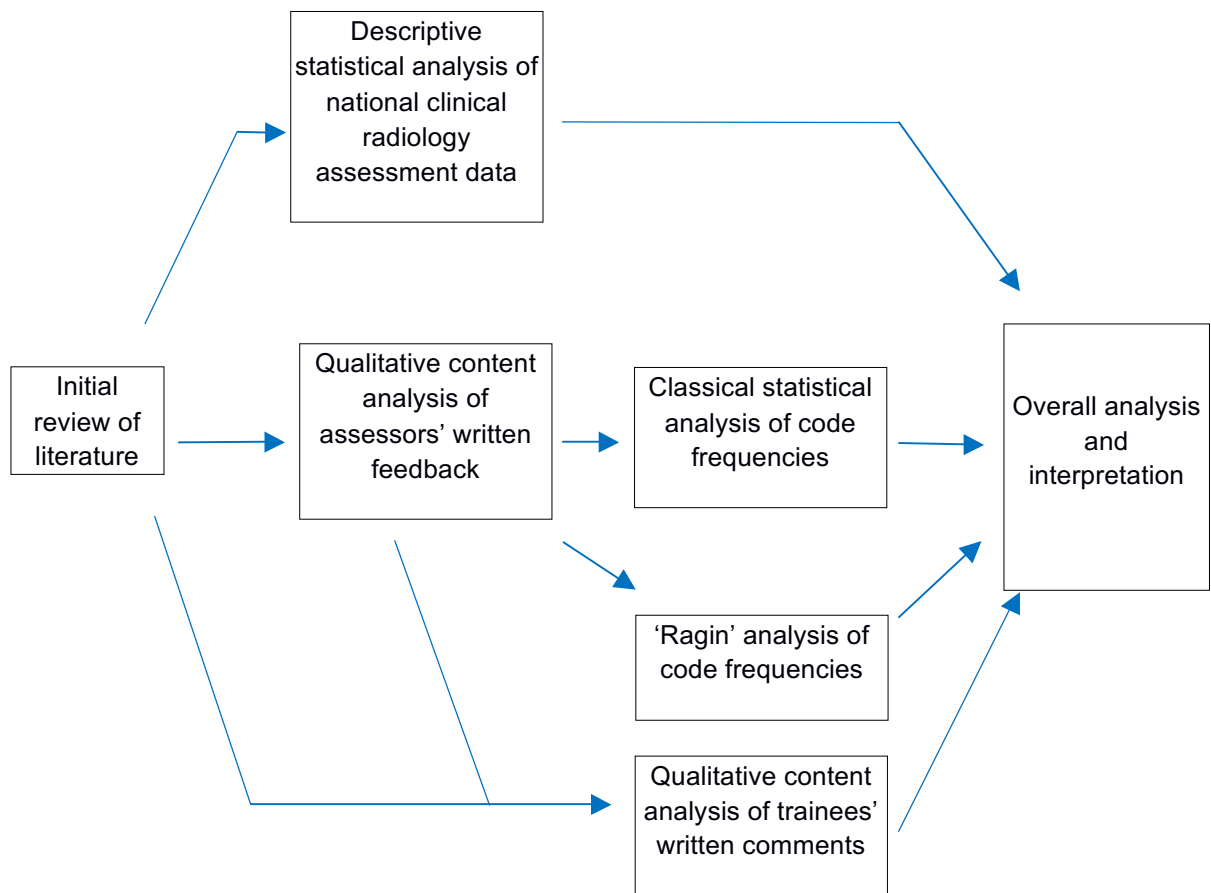 Descriptive
statistical analysis of
national clinical
radiology
assessment data
Initial
review of
literature
Qualitative content
analysis of
assessors’ written
feedback
Classical statistical
analysis of code
frequencies
Overall analysis
and
interpretation
‘Ragin’ analysis of
code frequencies
Qualitative content
analysis of trainees’
written comments